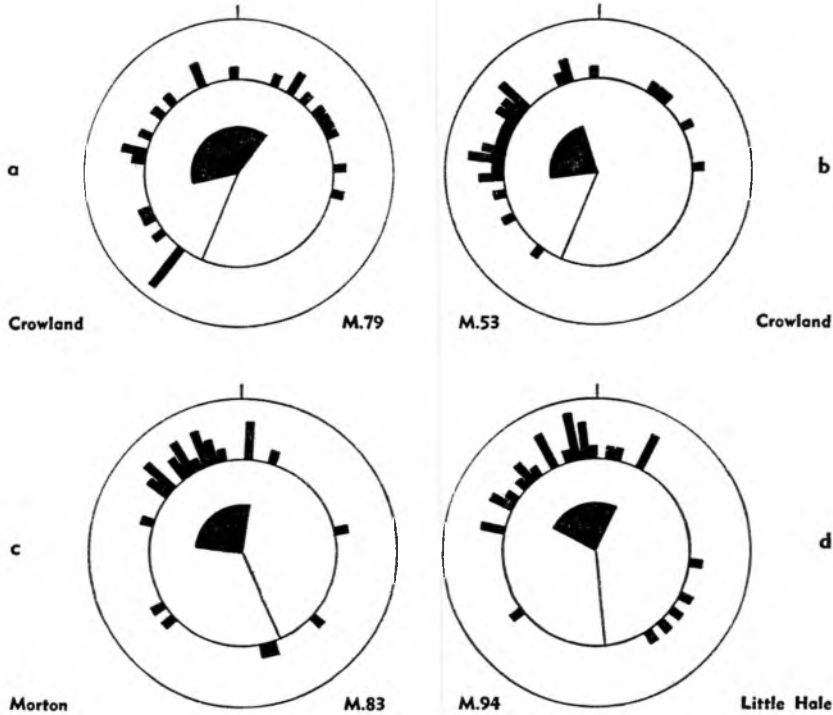 a
b
Crowland M.79
M.53 Crowland
c
d
Morton M.83
M.94 Little Hale